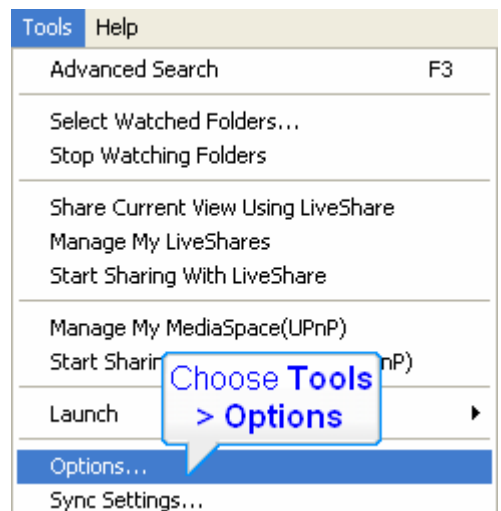 Tools Help
Advanced Search F3
Select Watched Folders...
Stop Watching Folders
Share Current View Using LiveShare
Manage My LiveShares
Start Sharing With LiveShare
Manage My MediaSpace(UPnP)
Start Sharin nP)
Choose Tools
> Options
Launch
Options...
Sync Settings...